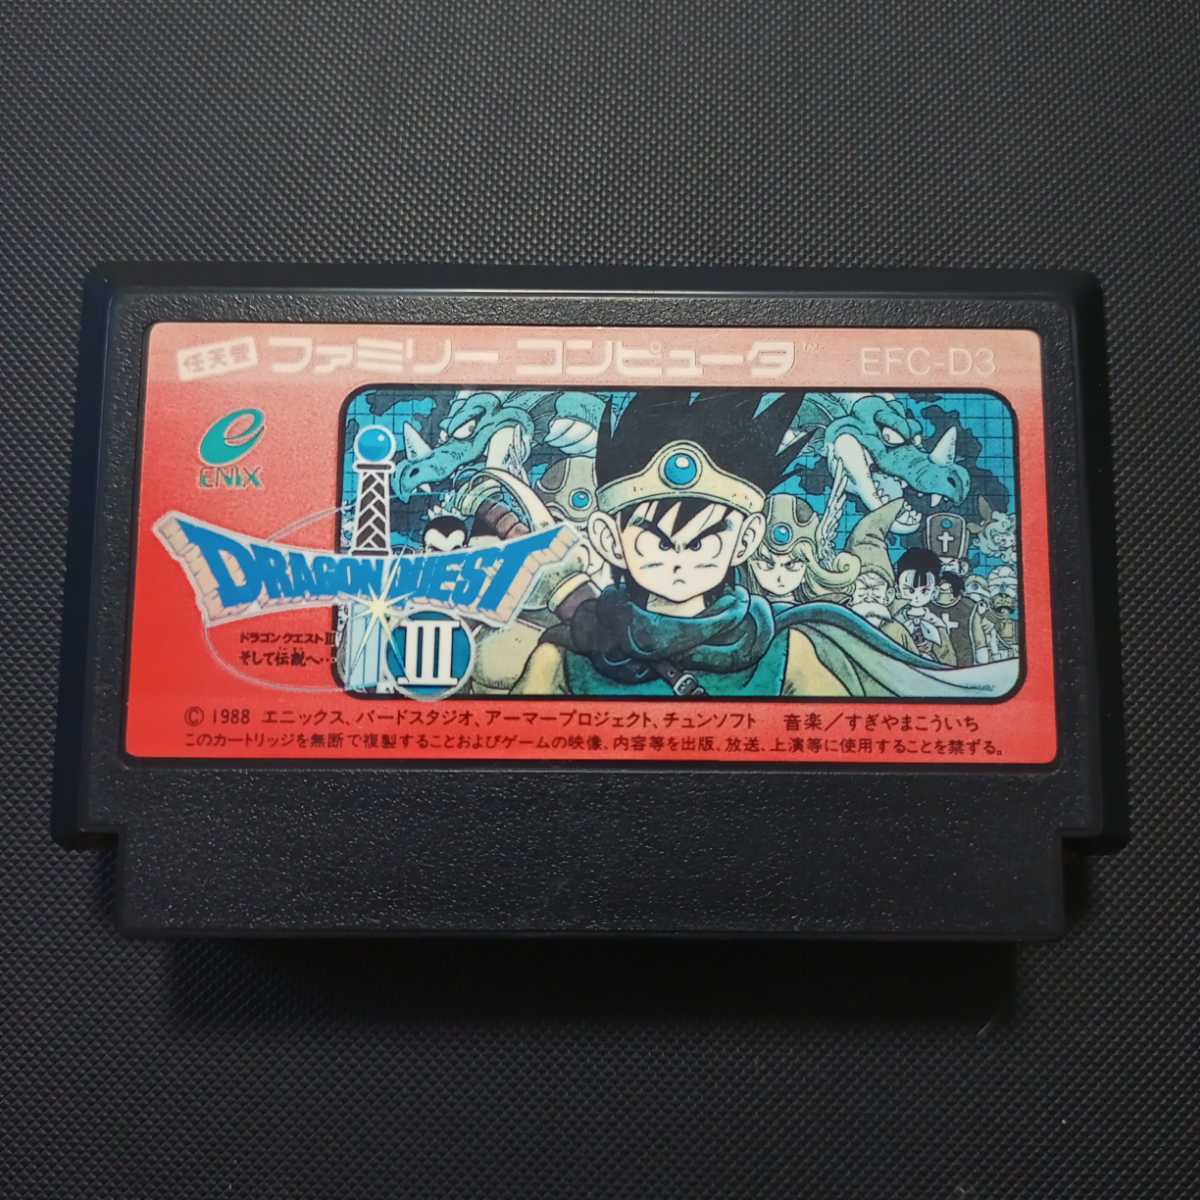 任天堂 ファミリー コンピュータ™ EFC-D3
ENIX
DRAGON QUEST
III
ドラゴンクエストIII
そして伝説へ…
© 1988 エニックス、バードスタジオ、アーマープロジェクト、チュンソフト 音楽／すぎやまこういち
このカートリッジを無断で複製することおよびゲームの映像、内容等を出版、放送、上演等に使用することを禁ずる。